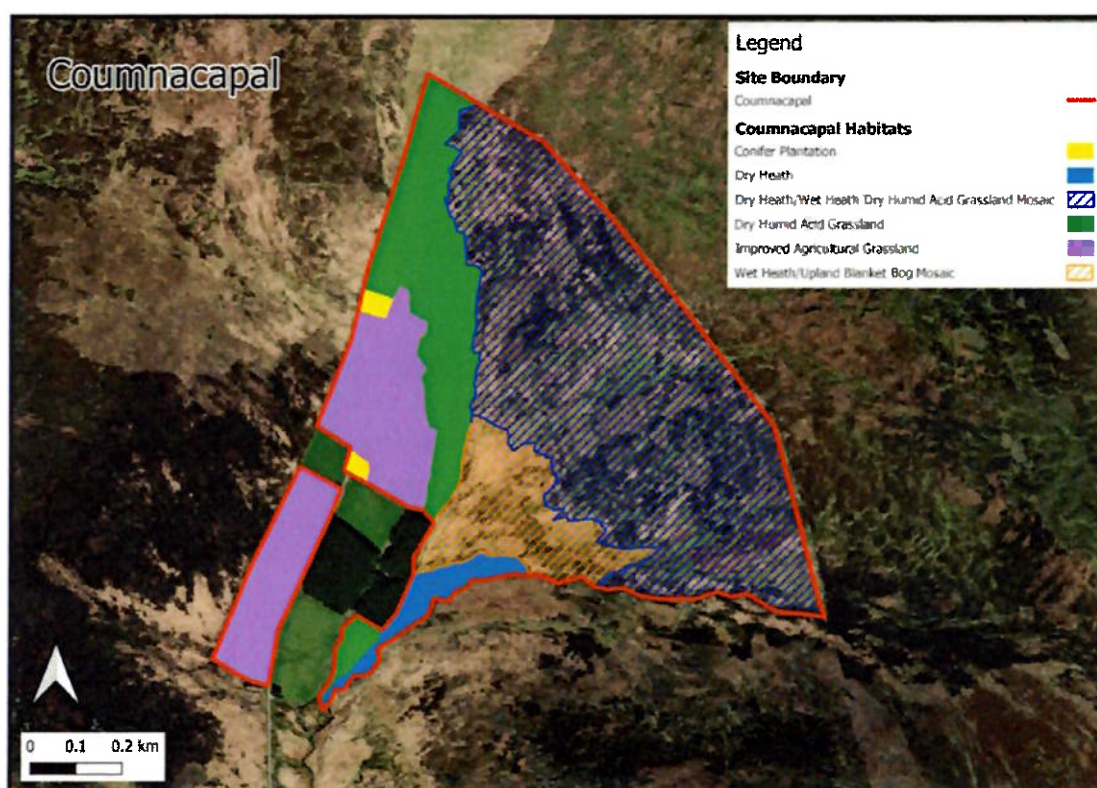 Coumnacapal
Legend
Site Boundary
Coumnacapal
Coumnacapal Habitats
Conifer Plantation
Dry Heath
Dry Heath/Wet Heath Dry Humid Acid Grassland Mosaic
Dry Humid Acid Grassland
Improved Agricultural Grassland
Wet Heath/Upland Blanket Bog Mosaic
0 0.1 0.2 km